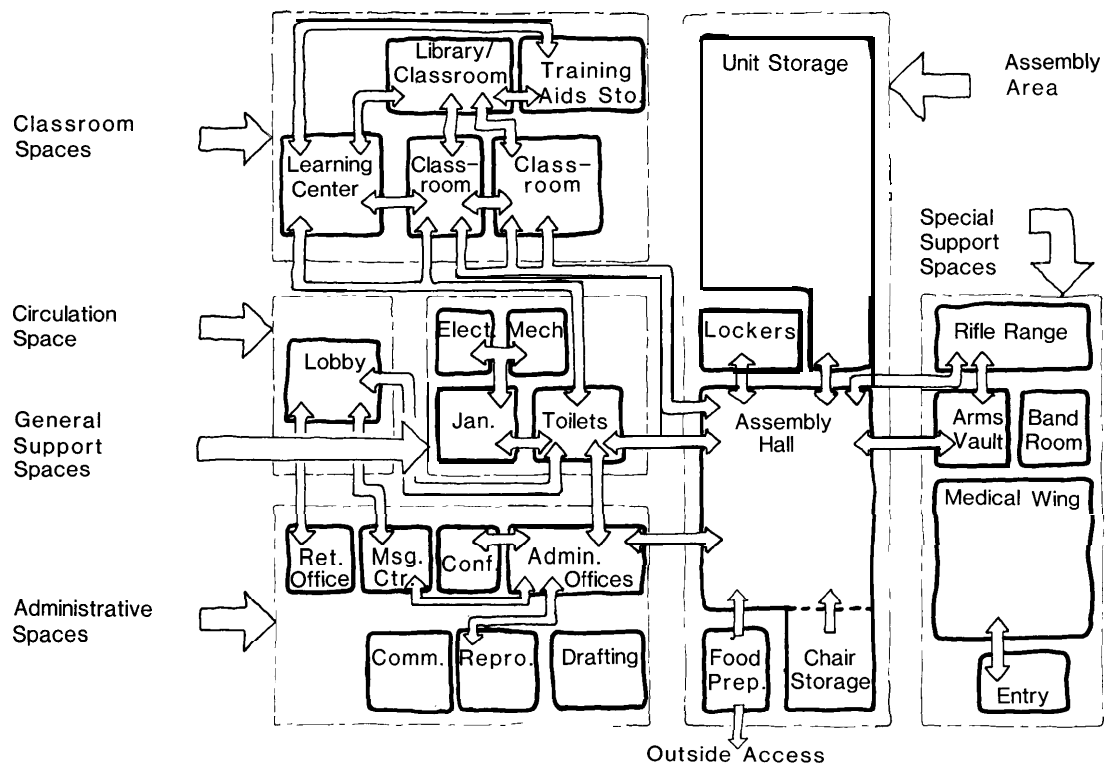 Classroom
Spaces
Library/
Classroom
Training
Aids Sto.
Learning
Center
Class-
room
Class-
room
Unit Storage
Assembly
Area
Special
Support
Spaces
Circulation
Space
Lobby
Elect.
Mech.
Lockers
Rifle Range
General
Support
Spaces
Jan.
Toilets
Assembly
Hall
Arms
Vault
Band
Room
Medical Wing
Administrative
Spaces
Ret.
Office
Msg.
Ctr.
Conf.
Admin.
Offices
Comm.
Repro.
Drafting
Food
Prep.
Chair
Storage
Entry
Outside Access